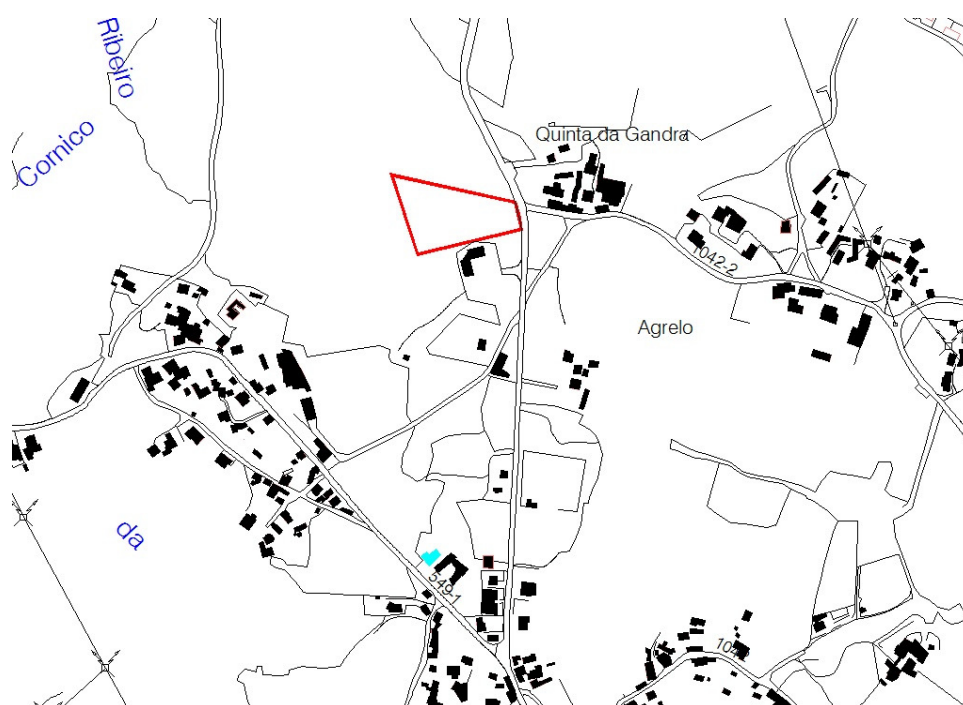 Ribeiro
Cornico
Quinta da Gandra
1042-2
Agrelo
da
549-1